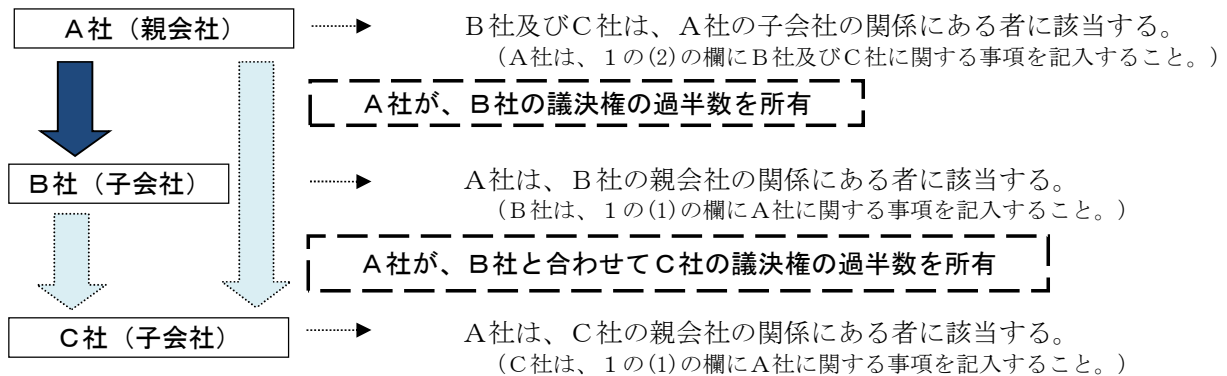 A社（親会社）
B社及びC社は、A社の子会社の関係にある者に該当する。
（A社は、１の(2)の欄にB社及びC社に関する事項を記入すること。）
A社が、B社の議決権の過半数を所有
B社（子会社）
A社は、B社の親会社の関係にある者に該当する。
（B社は、１の(1)の欄にA社に関する事項を記入すること。）
A社が、B社と合わせてC社の議決権の過半数を所有
C社（子会社）
A社は、C社の親会社の関係にある者に該当する。
（C社は、１の(1)の欄にA社に関する事項を記入すること。）